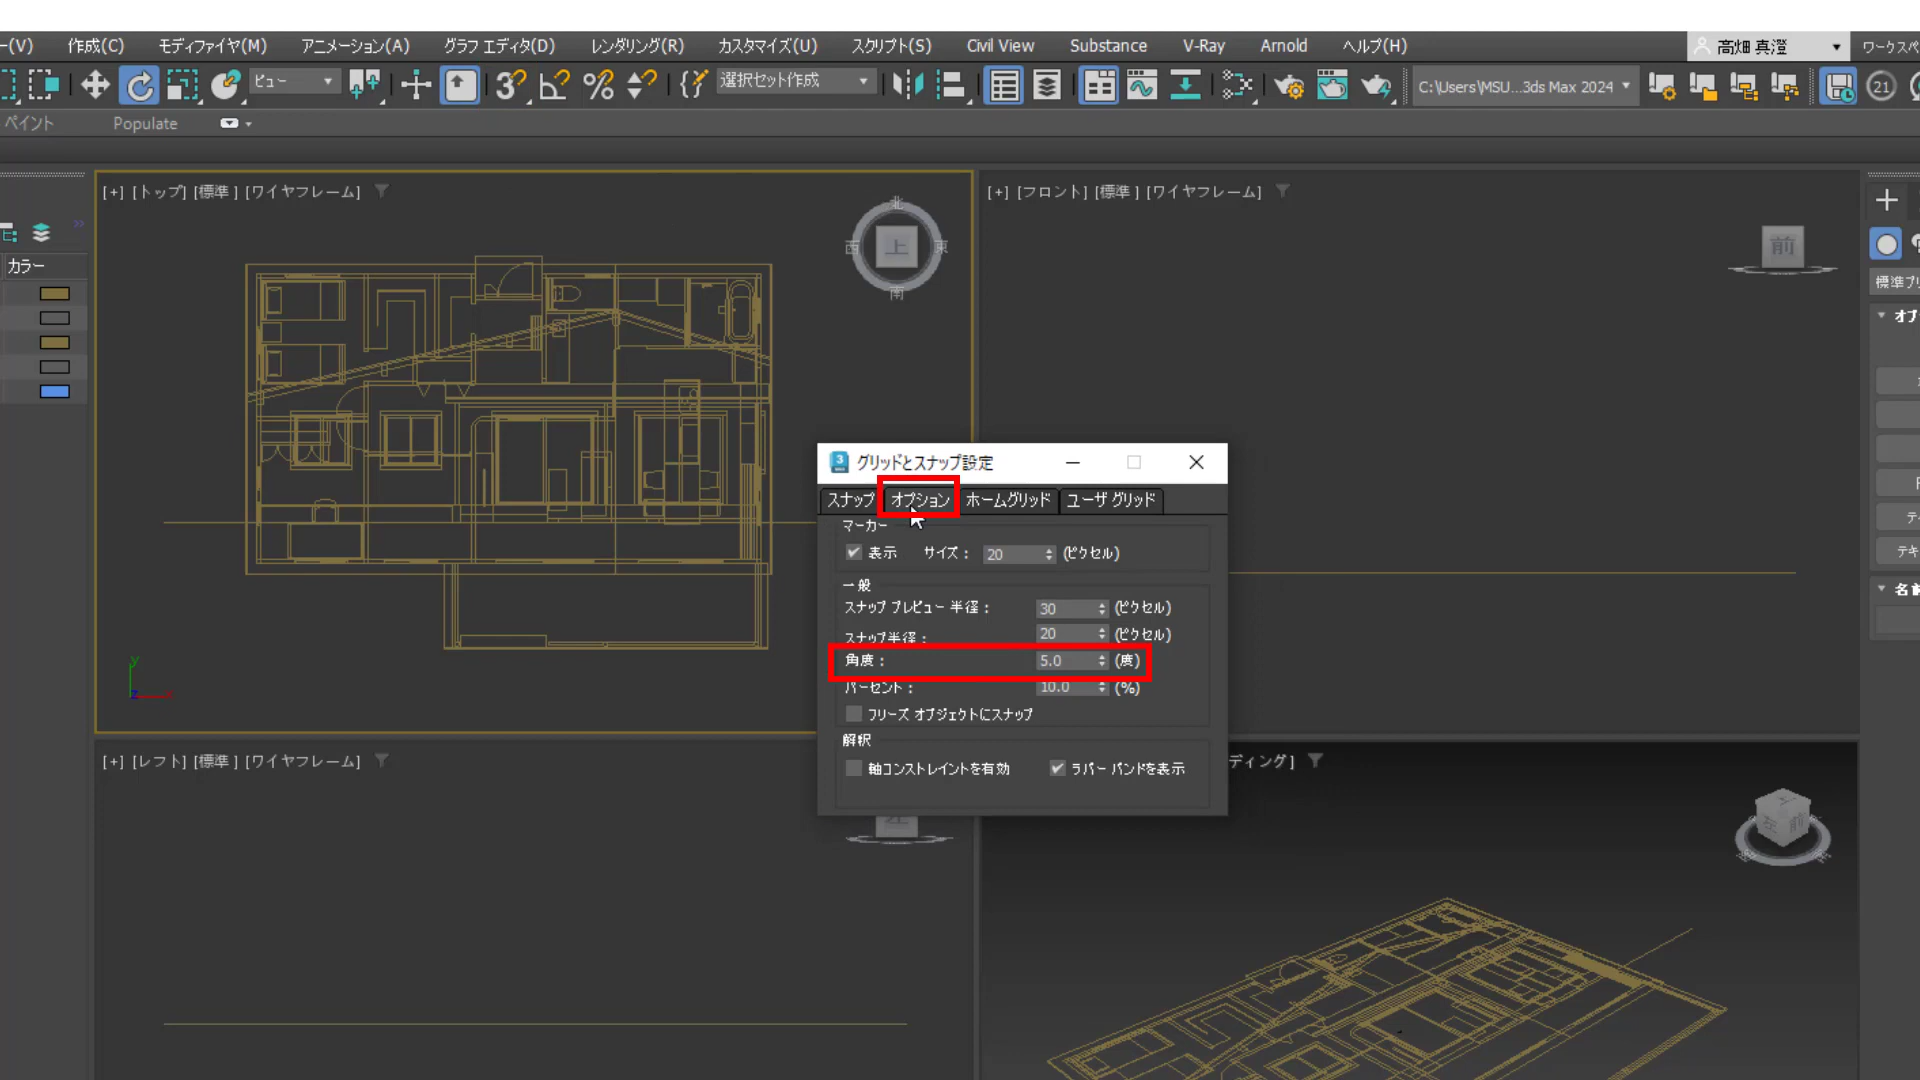 ー(V) 作成(C) モディファイヤ(M) アニメーション(A) グラフ エディタ(D) レンダリング(R) カスタマイズ(U) スクリプト(S) Civil View Substance V-Ray Arnold ヘルプ(H) 高畑 真澄 ワークスペ
ビュー 選択セット作成 C:\Users\MSU...3ds Max 2024 21
ペイント Populate
[+] [トップ] [標準] [ワイヤフレーム]
[+] [フロント] [標準] [ワイヤフレーム]
北
西 上 東
南
前
カラー
標準プリ
オブ
グリッドとスナップ設定
スナップ オプション ホームグリッド ユーザ グリッド
マーカー
表示 サイズ: 20 (ピクセル)
一般
スナップ プレビュー 半径: 30 (ピクセル)
スナップ半径: 20 (ピクセル)
角度: 5.0 (度)
パーセント: 10.0 (%)
フリーズ オブジェクトにスナップ
解釈
軸コンストレイントを有効 ラバー バンドを表示
テキ
名前
y
z x
[+] [レフト] [標準] [ワイヤフレーム]
ディング]
左
左 前